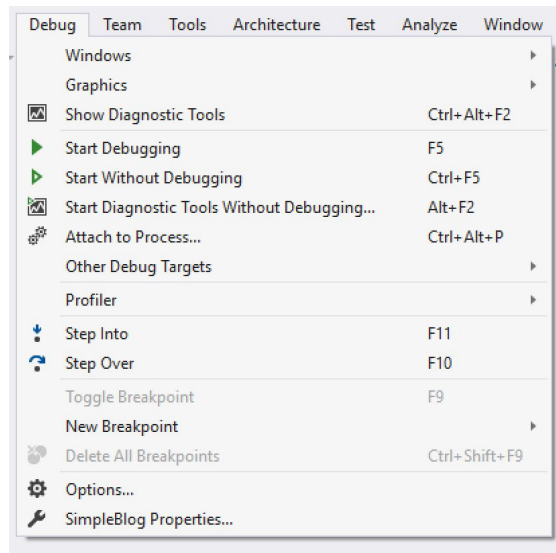 Debug Team Tools Architecture Test Analyze Window
Windows
Graphics
Show Diagnostic Tools Ctrl+Alt+F2
Start Debugging F5
Start Without Debugging Ctrl+F5
Start Diagnostic Tools Without Debugging... Alt+F2
Attach to Process... Ctrl+Alt+P
Other Debug Targets
Profiler
Step Into F11
Step Over F10
Toggle Breakpoint F9
New Breakpoint
Delete All Breakpoints Ctrl+Shift+F9
Options...
SimpleBlog Properties...